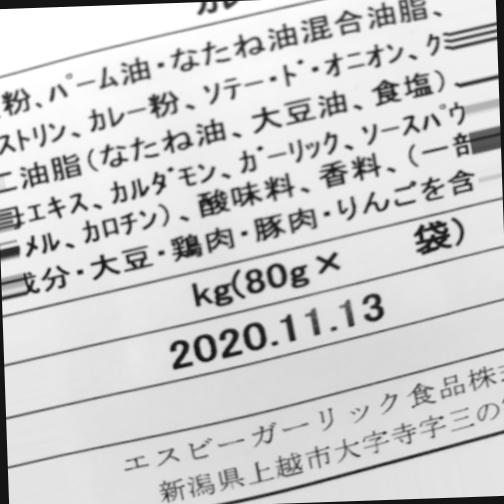 カレ
粉、パーム油・なたね油混合油脂、
ストリン、カレー粉、ソテー・ド・オニオン、ク
油脂(なたね油、大豆油、食塩)、
母エキス、カルダモン、ガーリック、ソースパウ
メル、カロチン)、酸味料、香料、(一部
成分・大豆・鶏肉・豚肉・りんごを含
kg(80g× 袋)
2020.11.13
エスビーガーリック食品株式
新潟県上越市大字寺字三の